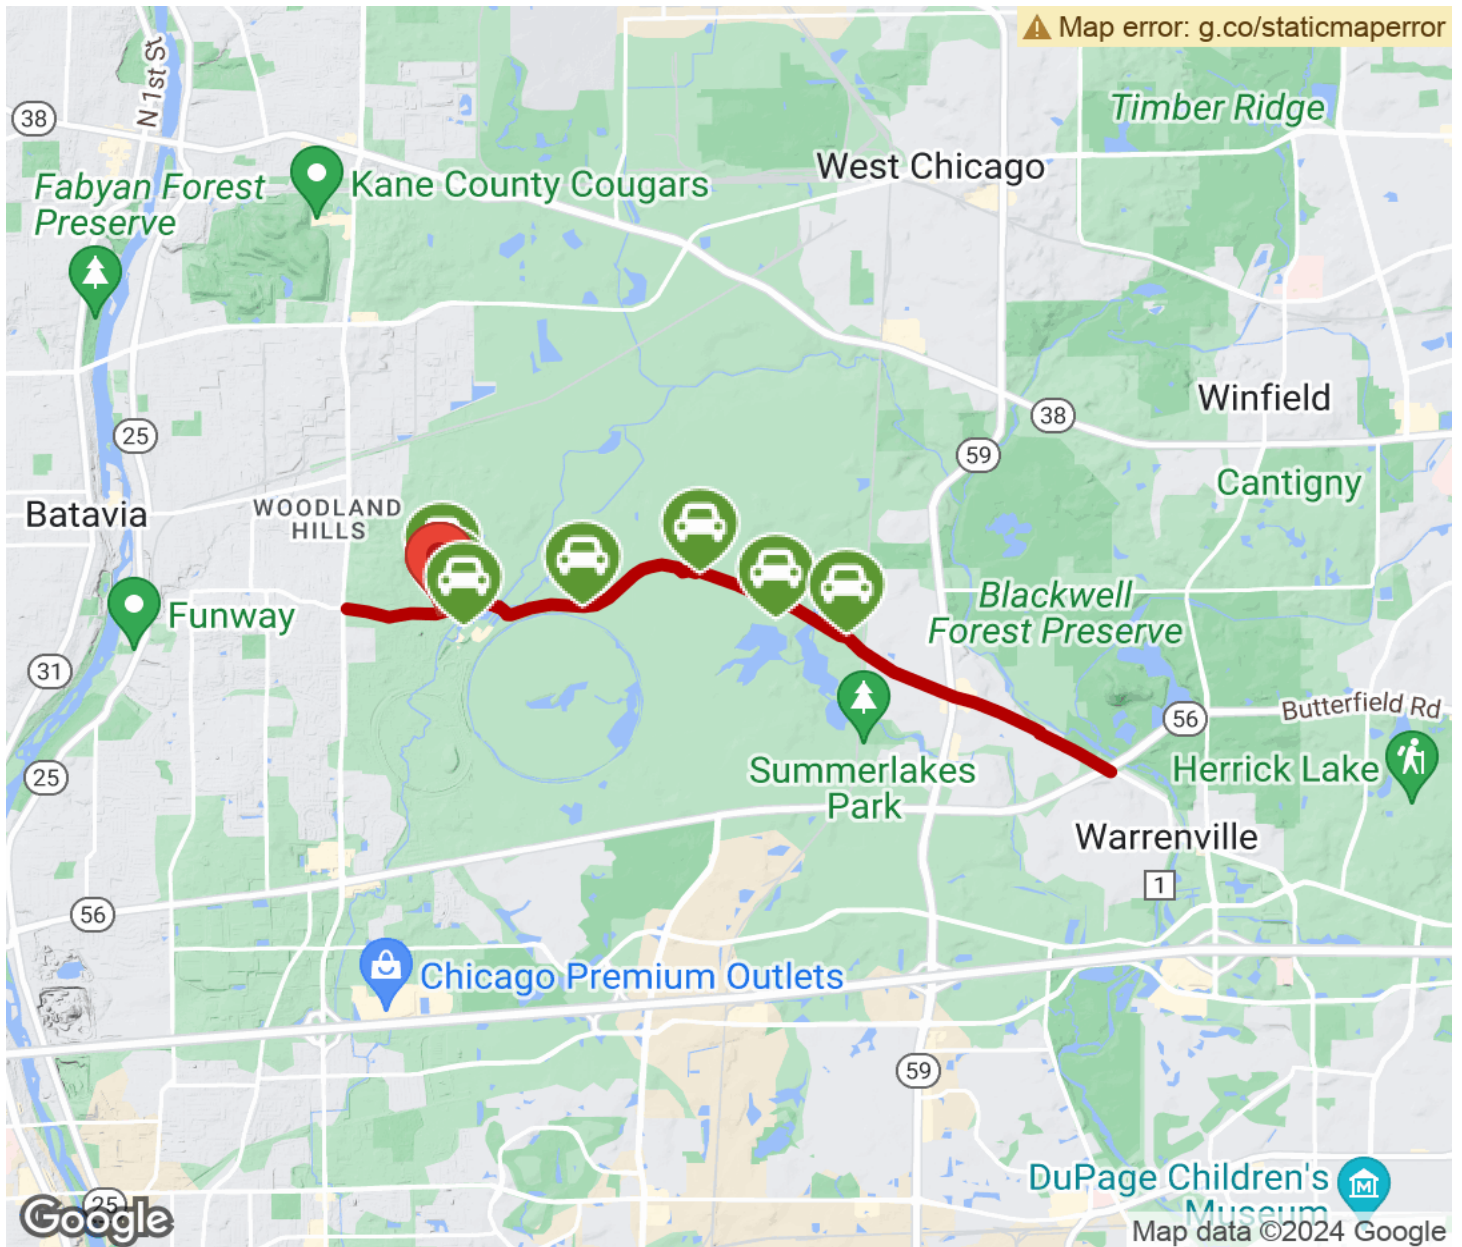 Map error: g.co/staticmaperror
N 1st St
38
Timber Ridge
West Chicago
Fabyan Forest
Preserve
Kane County Cougars
Winfield
38
25
59
Cantigny
Batavia
WOODLAND
HILLS
Blackwell
Forest Preserve
Funway
31
Butterfield Rd
56
25
Summerlakes
Park
Herrick Lake
Warrenville
1
56
Chicago Premium Outlets
59
DuPage Children's
Museum
25
Google
Map data ©2024 Google